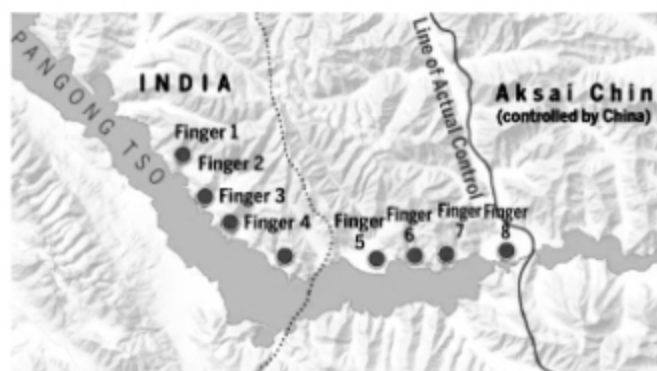 PANGONG TSO
INDIA
Line of Actual Control
Aksai Chin
(controlled by China)
Finger 1
Finger 2
Finger 3
Finger 4
Finger
5
Finger
6
Finger
7
Finger
8